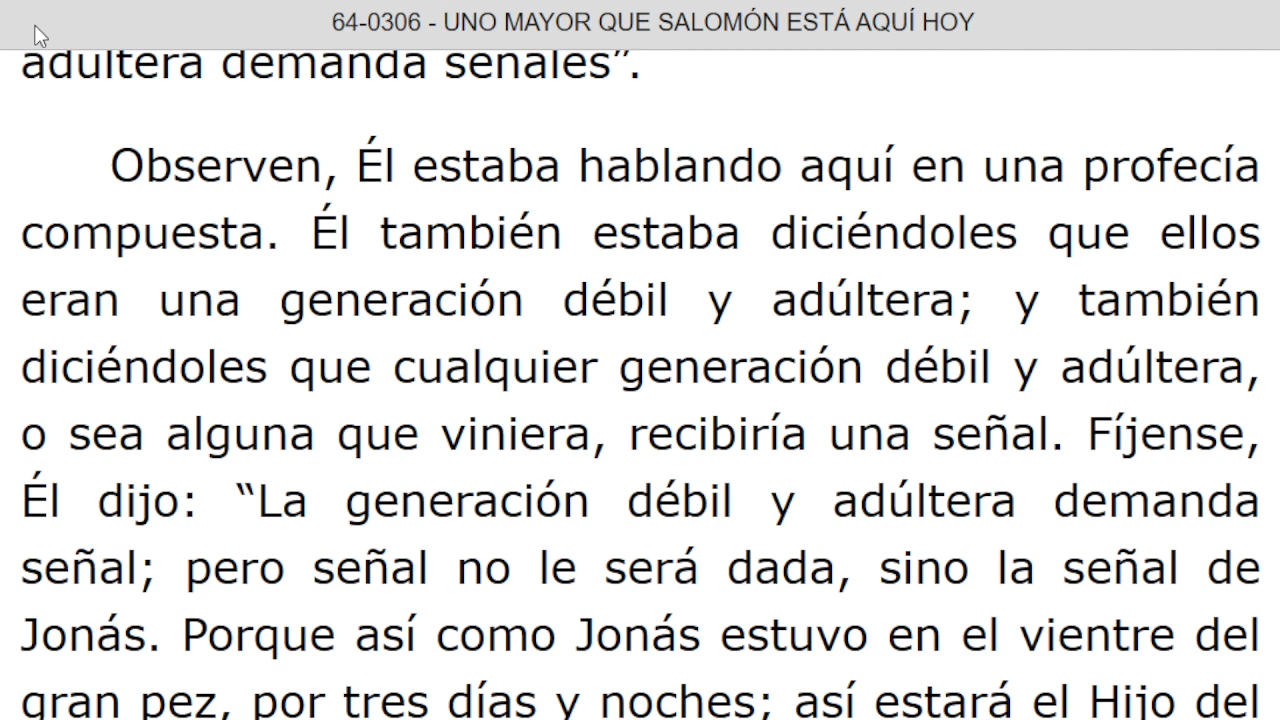 64-0306 - UNO MAYOR QUE SALOMÓN ESTÁ AQUÍ HOY
adúltera demanda señales”.
Observen, Él estaba hablando aquí en una profecía
compuesta. Él también estaba diciéndoles que ellos
eran una generación débil y adúltera; y también
diciéndoles que cualquier generación débil y adúltera,
o sea alguna que viniera, recibiría una señal. Fíjense,
Él dijo: “La generación débil y adúltera demanda
señal; pero señal no le será dada, sino la señal de
Jonás. Porque así como Jonás estuvo en el vientre del
gran pez, por tres días y noches; así estará el Hijo del